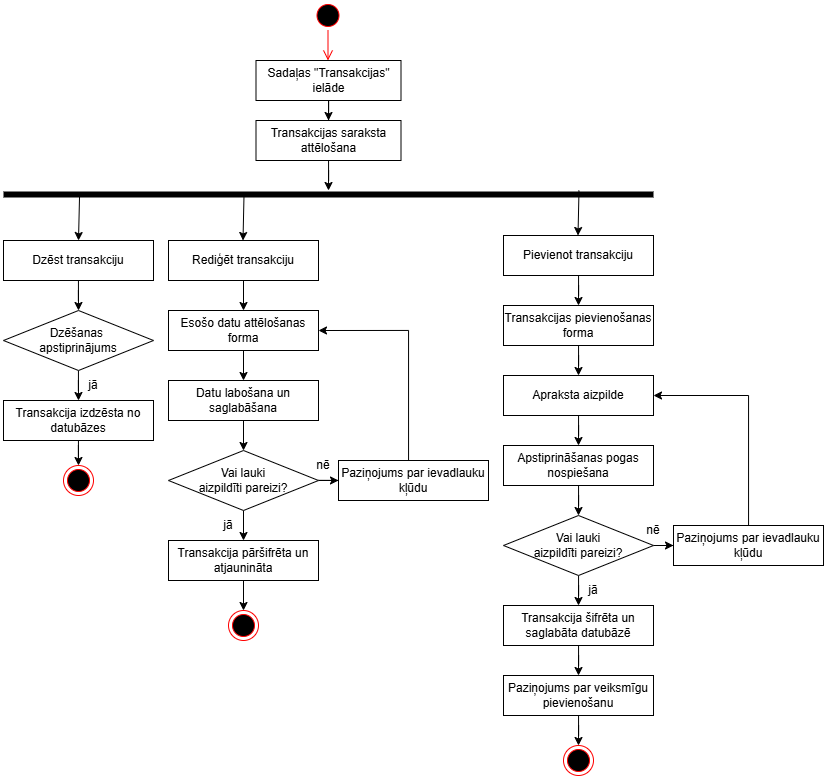 Sadaļas "Transakcijas"
ielāde
Transakcijas saraksta
attēlošana
Dzēst transakciju
Dzēšanas
apstiprinājums
jā
Transakcija izdzēsta no
datubāzes
Rediģēt transakciju
Esošo datu attēlošanas
forma
Datu labošana un
saglabāšana
Vai lauki
aizpildīti pareizi?
nē
Paziņojums par ievadlauku
kļūdu
jā
Transakcija pāršifrēta un
atjaunināta
Pievienot transakciju
Transakcijas pievienošanas
forma
Apraksta aizpilde
Apstiprināšanas pogas
nospiešana
Vai lauki
aizpildīti pareizi?
nē
Paziņojums par ievadlauku
kļūdu
jā
Transakcija šifrēta un
saglabāta datubāzē
Paziņojums par veiksmīgu
pievienošanu